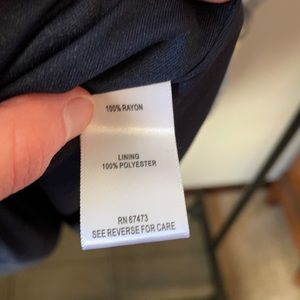 100% RAYON
LINING
100% POLYESTER
RN 67473
SEE REVERSE FOR CARE